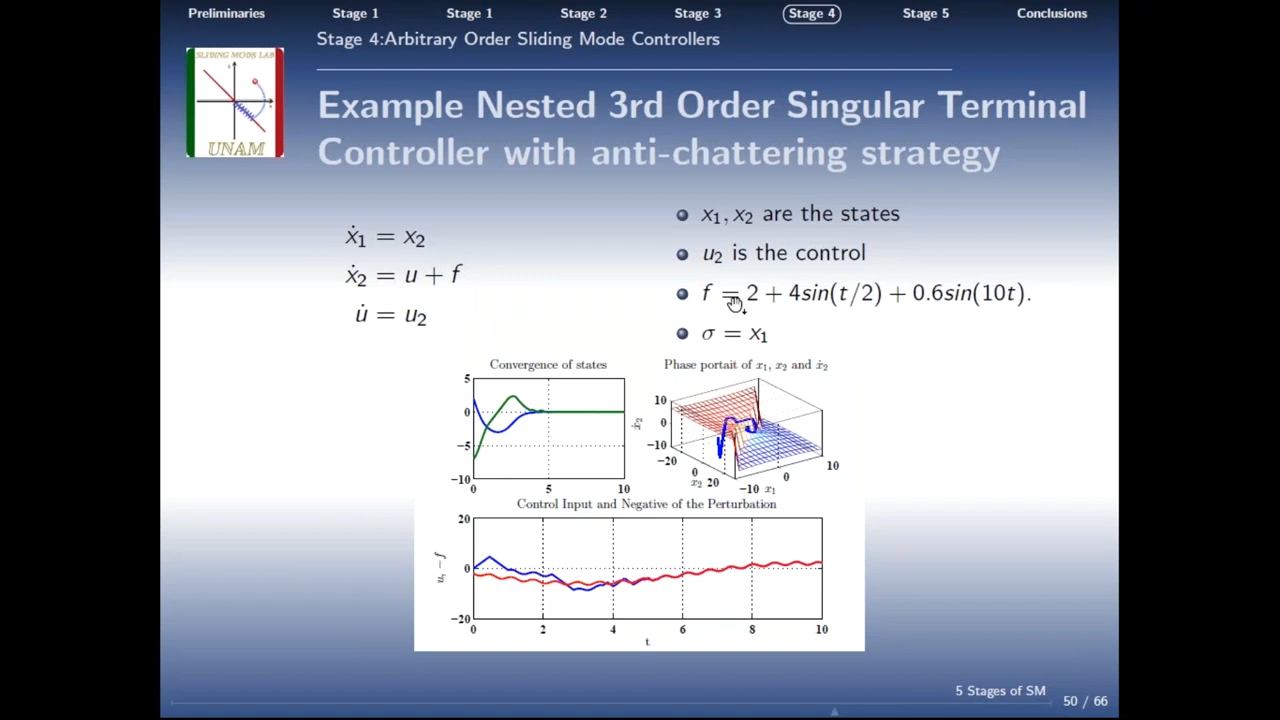 Preliminaries Stage 1 Stage 1 Stage 2 Stage 3 Stage 4 Stage 5 Conclusions
Stage 4:Arbitrary Order Sliding Mode Controllers
SLIDING MODE LAB
UNAM
Example Nested 3rd Order Singular Terminal
Controller with anti-chattering strategy
ẋ₁ = x₂
ẋ₂ = u + f
u̇ = u₂
x₁, x₂ are the states
u₂ is the control
f = 2 + 4sin(t/2) + 0.6sin(10t).
σ = x₁
Convergence of states
5
0
−5
−10
0 5 10
Phase portait of x₁, x₂ and ẋ₂
ẋ₂
10
0
−10
−20
0
20
x₂
−10
0
10
x₁
Control Input and Negative of the Perturbation
u, −f
20
0
−20
0 2 4 6 8 10
t
5 Stages of SM
50 / 66